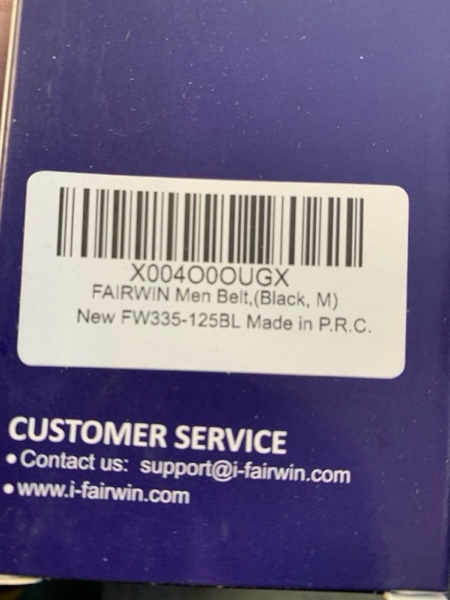 X004O0OUGX
FAIRWIN Men Belt,(Black, M)
New FW335-125BL Made in P.R.C.
CUSTOMER SERVICE
•Contact us: support@i-fairwin.com
•www.i-fairwin.com